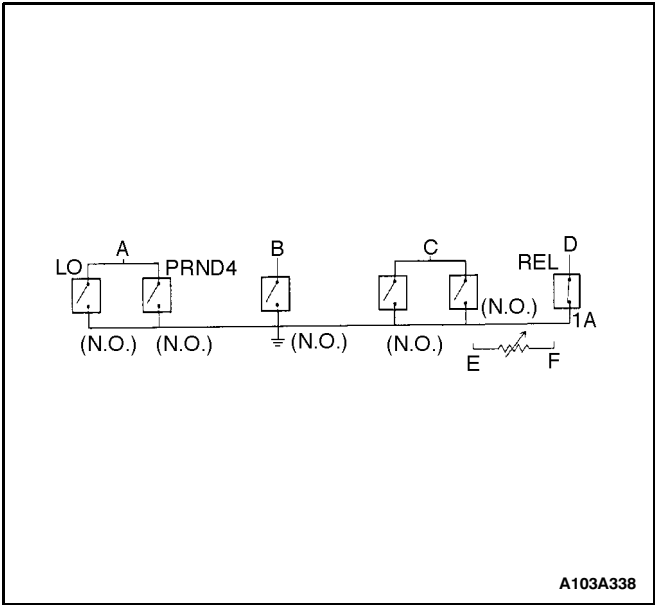 A B C D
LO PRND4 REL
(N.O.) 1A
(N.O.) (N.O.) (N.O.) (N.O.)
E F
A103A338